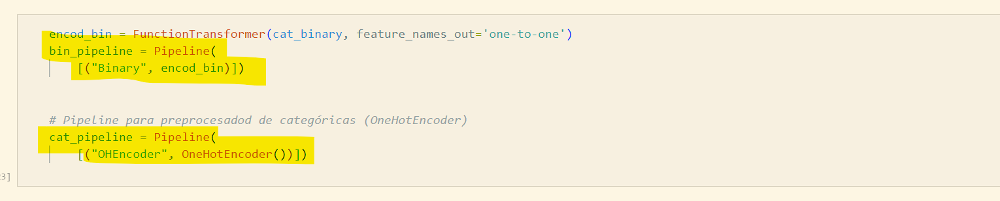 encod_bin = FunctionTransformer(cat_binary, feature_names_out='one-to-one')
bin_pipeline = Pipeline(
[("Binary", encod_bin)])
# Pipeline para preprocesadod de categóricas (OneHotEncoder)
cat_pipeline = Pipeline(
[("OHEncoder", OneHotEncoder())])
3]